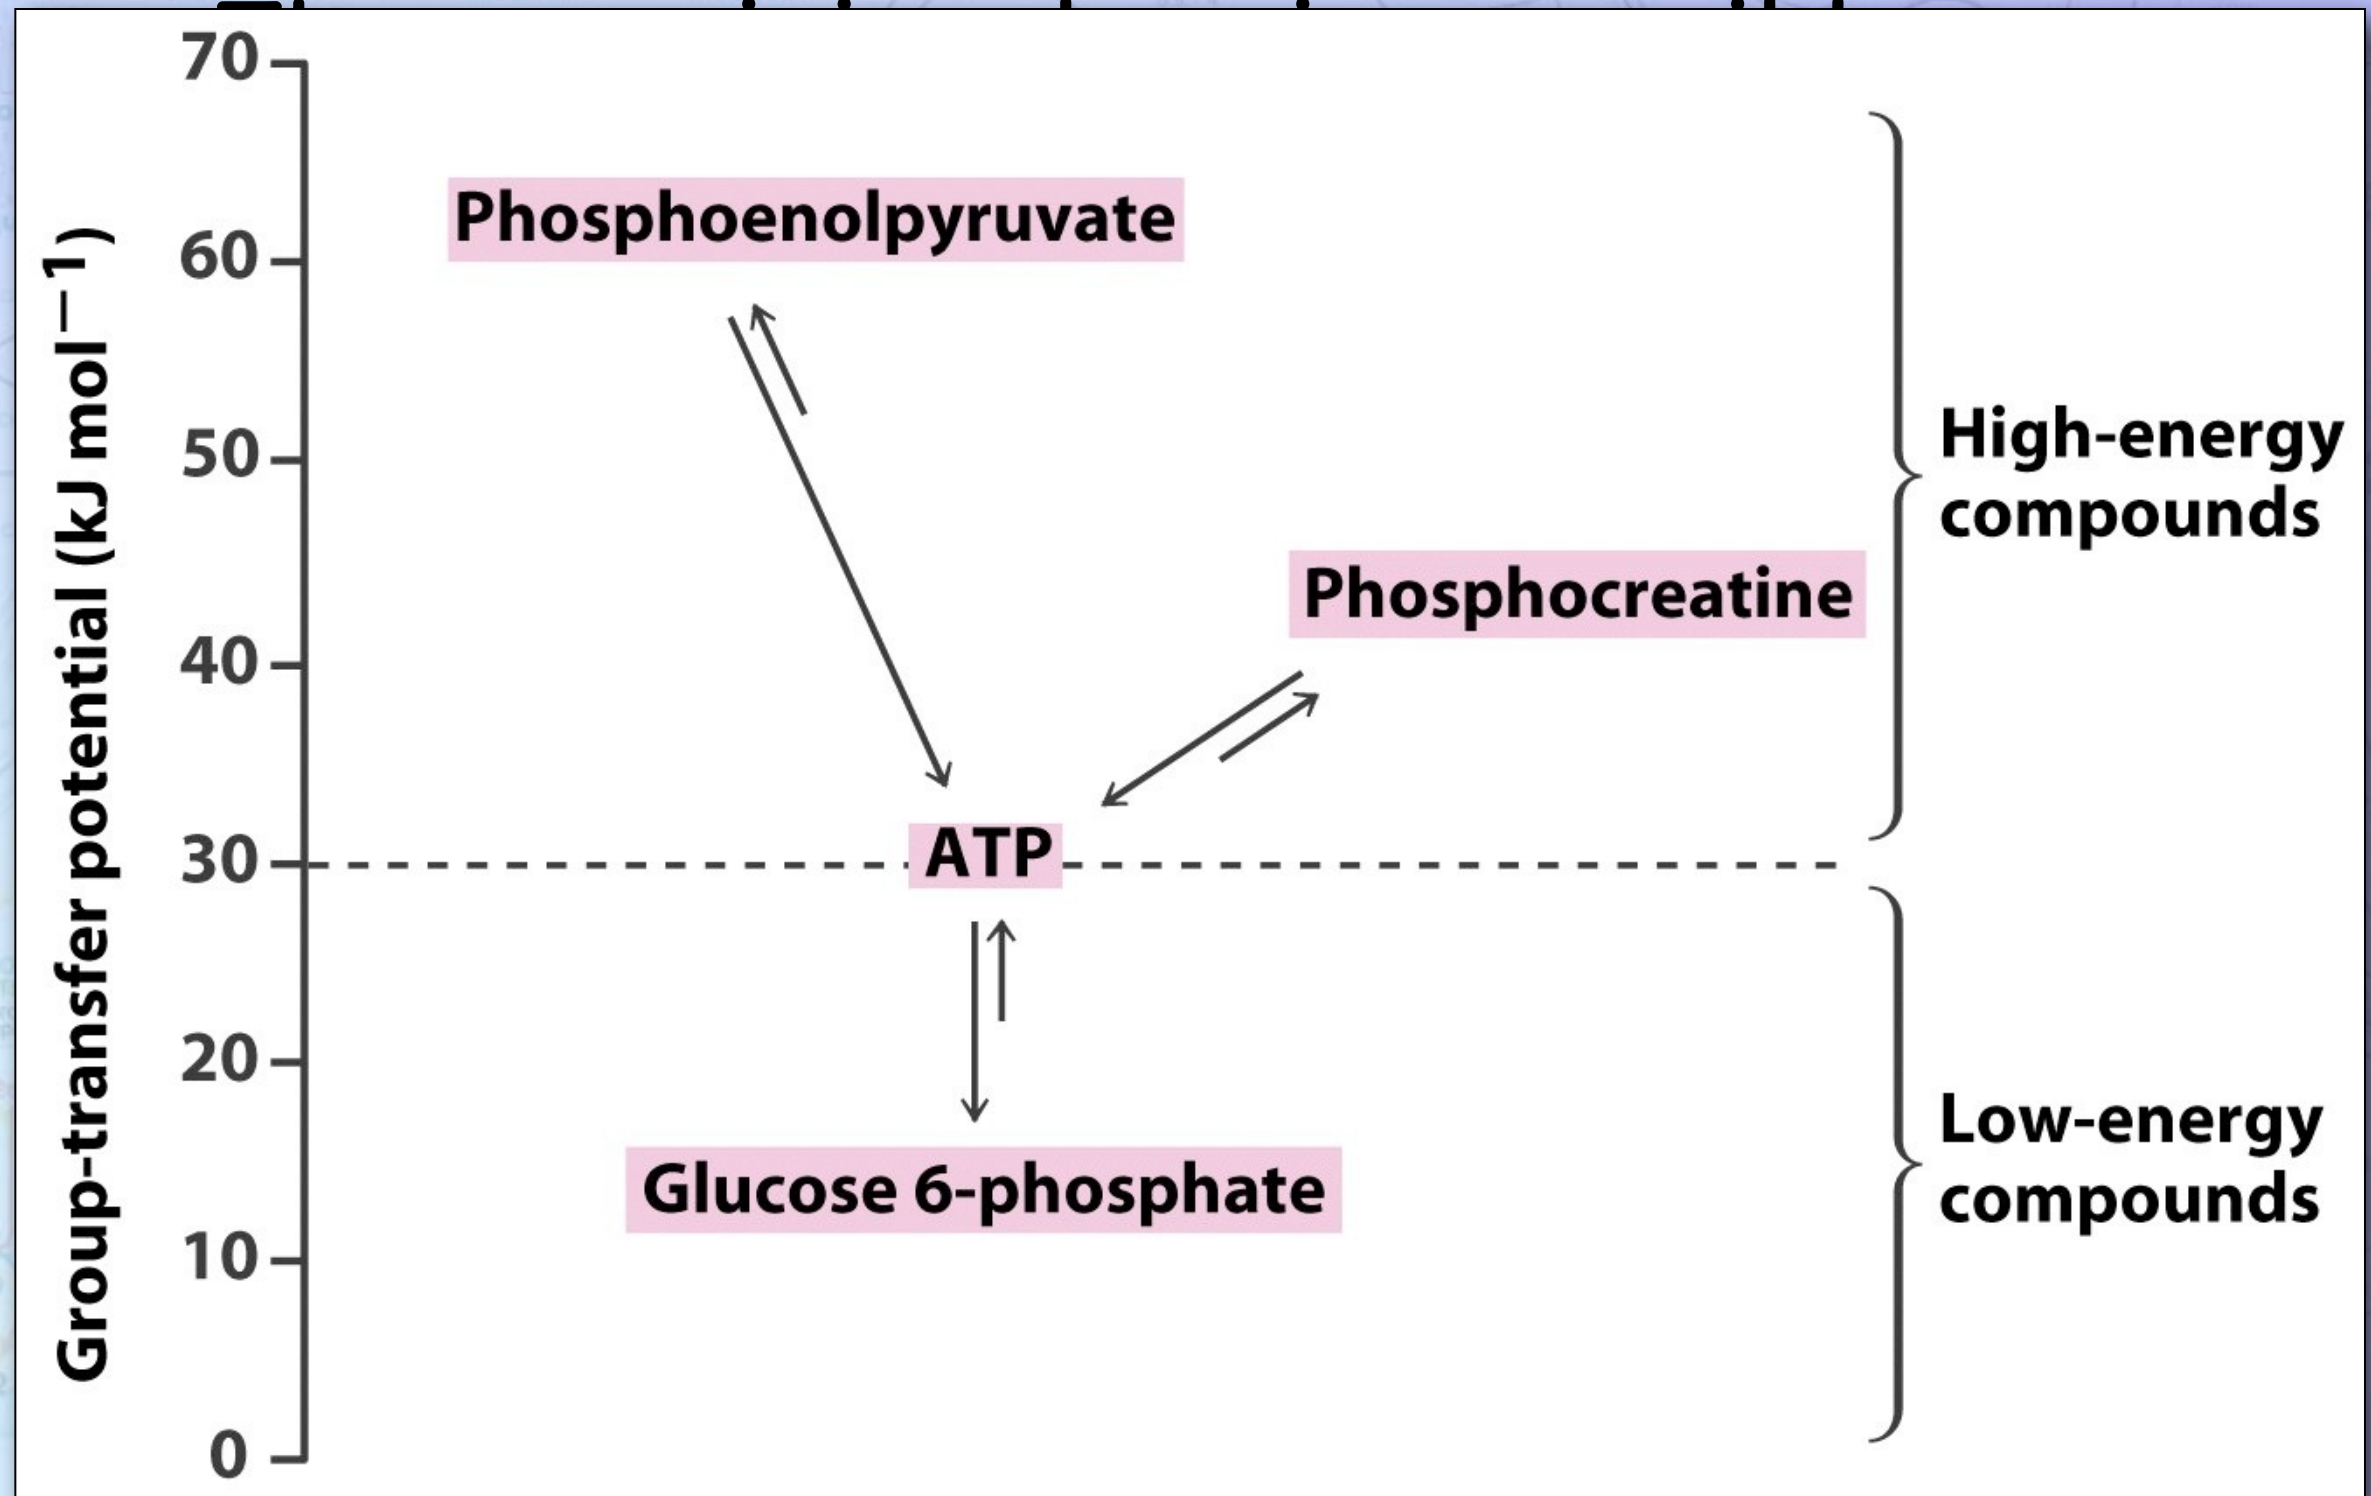 70
60
50
40
30
20
10
0
Group-transfer potential (kJ mol⁻¹)
Phosphoenolpyruvate
Phosphocreatine
ATP
Glucose 6-phosphate
High-energy
compounds
Low-energy
compounds